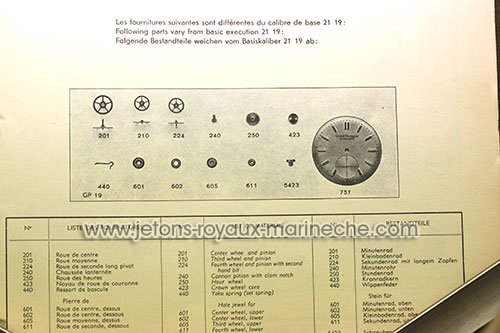 Les fournitures suivantes sont différentes du calibre de base 21 19 :
Following parts vary from basic execution 21 19 :
Folgende Bestandteile weichen vom Basiskaliber 21 19 ab :
201 210 224 240 250 423
440 601 602 605 611 5423 751
GP 19
www.jetons-royaux-marineche.com
No LISTE No No BESTANDTEILE
201 Roue de centre
210 Roue moyenne
224 Roue de seconde long pivot
240 Chaussée lanternée
250 Roue des heures
423 Noyau de roue de couronne
440 Ressort de bascule
Pierre de
601 Roue de centre, dessus
602 Roue de centre, dessous
605 Roue moyenne, dessus
611 Roue de seconde, dessous
201 Center wheel and pinion
210 Third wheel and pinion
224 Fourth wheel and pinion with second hand bit
240 Cannon pinion with clam notch
250 Hour wheel
423 Crown wheel core
440 Yoke spring (set spring)
Hole jewel for
601 Center wheel, upper
602 Center wheel, lower
605 Third wheel, upper
611 Fourth wheel, lower
201 Minutenrad
210 Kleinbodenrad
224 Sekundenrad mit langem Zapfen
240 Minutenrohr
250 Stundenrad
423 Kronradkern
440 Wippenfeder
Stein für
601 Minutenrad, oben
602 Minutenrad, unten
605 Kleinbodenrad, oben
611